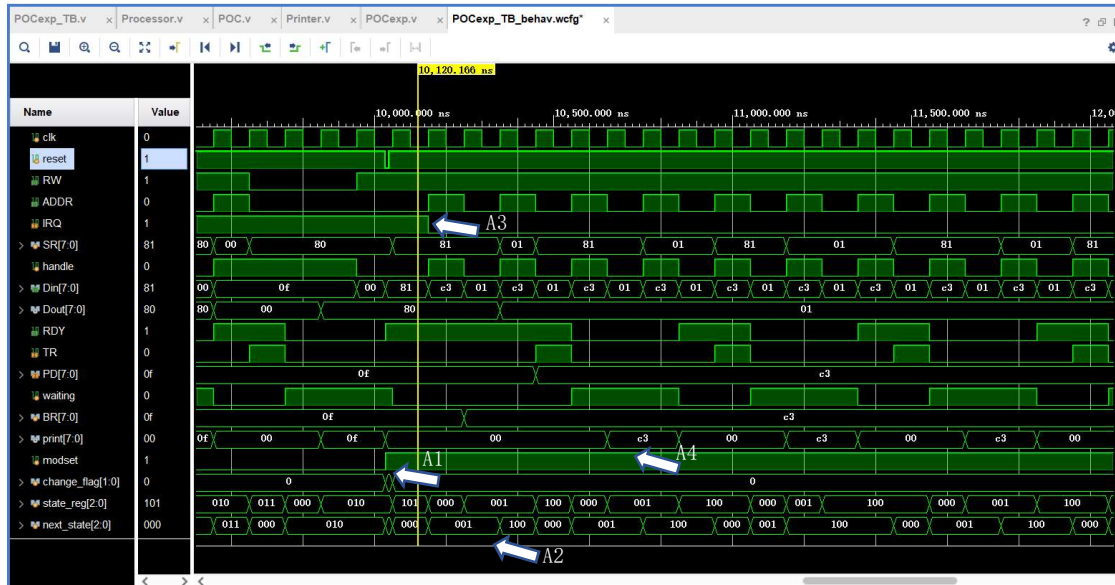 POCexp_TB.v × Processor.v × POC.v × Printer.v × POCexp.v × POCexp_TB_behav.wcfg* × ?
10,120.166 ns
Name Value
10,000.000 ns 10,500.000 ns 11,000.000 ns 11,500.000 ns 12,0
clk 0
reset 1
RW 1
ADDR 0
IRQ 1 A3
> SR[7:0] 81 80 00 80 81 01 81 01 81 01 81 01 81
handle 0
> Din[7:0] 81 00 0f 00 81 c3 01 c3 01 c3 01 c3 01 c3 01 c3 01 c3 01 c3 01 c3 01 c3
> Dout[7:0] 80 80 00 80 01
RDY 1
TR 0
> PD[7:0] 0f 0f c3
waiting 0
> BR[7:0] 0f 0f c3
> print[7:0] 00 0f 00 0f 00 c3 00 c3 00 c3 00
modset 1 A1 A4
> change_flag[1:0] 0 0 0
> state_reg[2:0] 101 010 011 000 010 101 000 001 100 000 001 100 000 001 100 000 001 100
> next_state[2:0] 000 011 000 010 000 001 100 000 001 100 000 001 100 000 001 100 000
A2